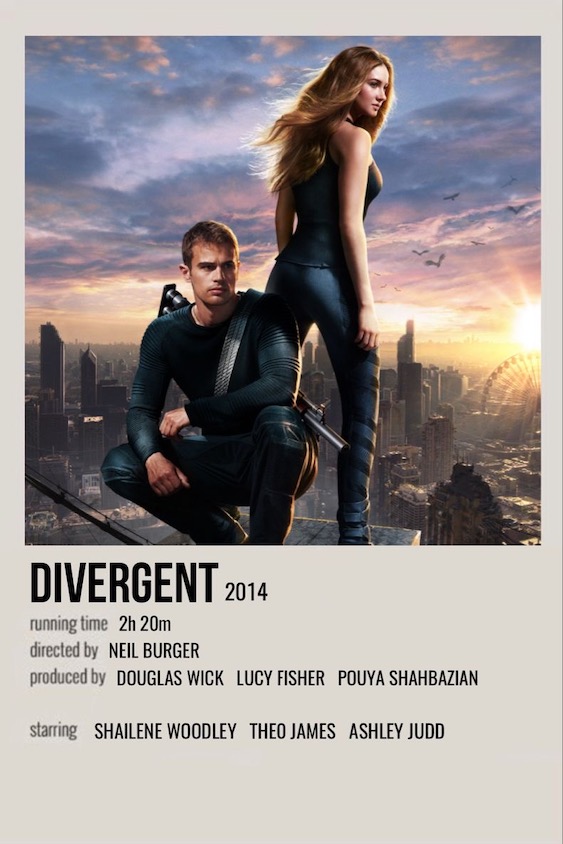 DIVERGENT 2014
running time 2h 20m
directed by NEIL BURGER
produced by DOUGLAS WICK LUCY FISHER POUYA SHAHBAZIAN
starring SHAILENE WOODLEY THEO JAMES ASHLEY JUDD